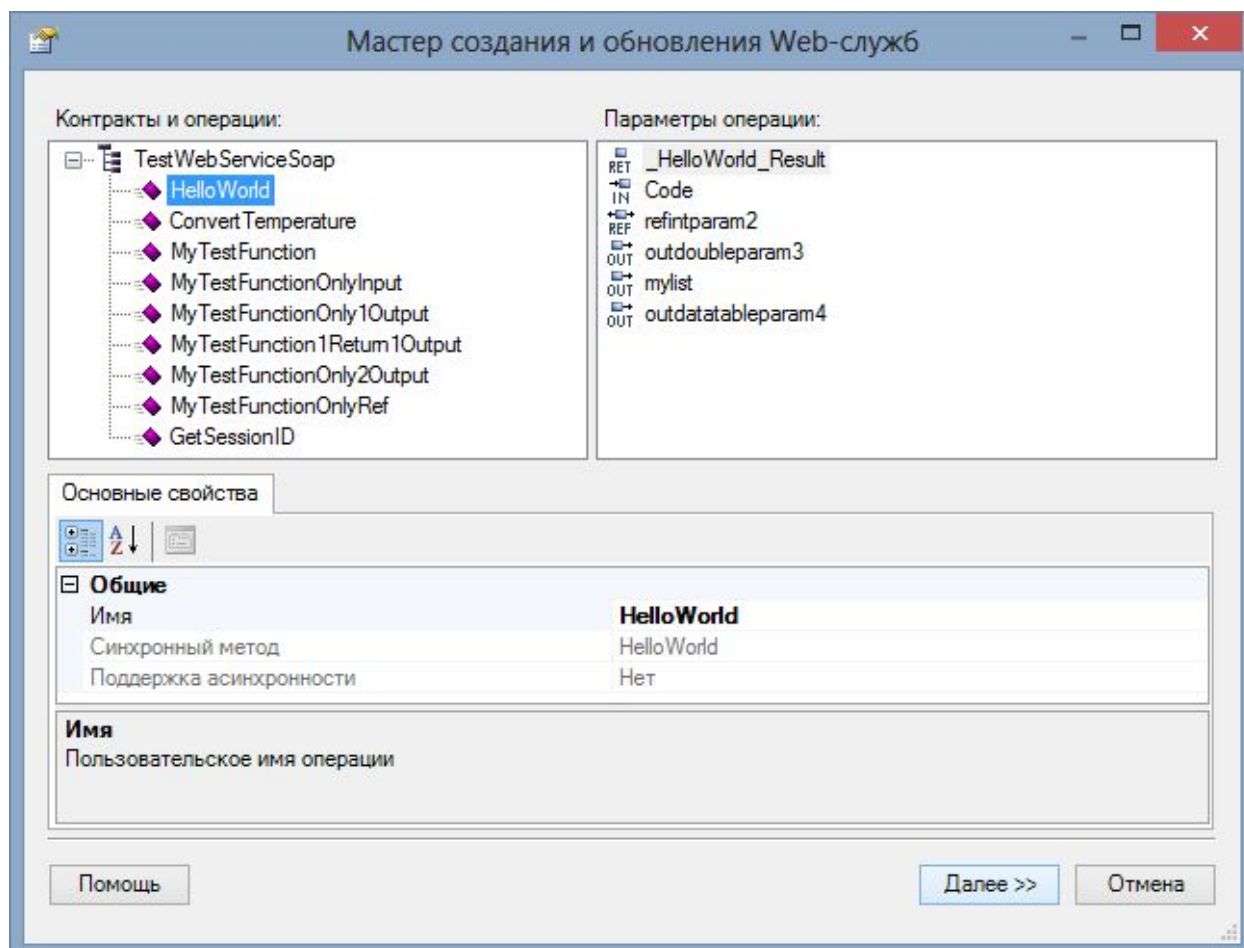 Мастер создания и обновления Web-служб
Контракты и операции:
TestWebServiceSoap
HelloWorld
ConvertTemperature
MyTestFunction
MyTestFunctionOnlyInput
MyTestFunctionOnly1Output
MyTestFunction1Return1Output
MyTestFunctionOnly2Output
MyTestFunctionOnlyRef
GetSessionID
Параметры операции:
RET _HelloWorld_Result
IN Code
REF refintparam2
OUT outdoubleparam3
OUT mylist
OUT outdatatableparam4
Основные свойства
A Z
Общие
Имя HelloWorld
Синхронный метод HelloWorld
Поддержка асинхронности Нет
Имя
Пользовательское имя операции
Помощь Далее >> Отмена